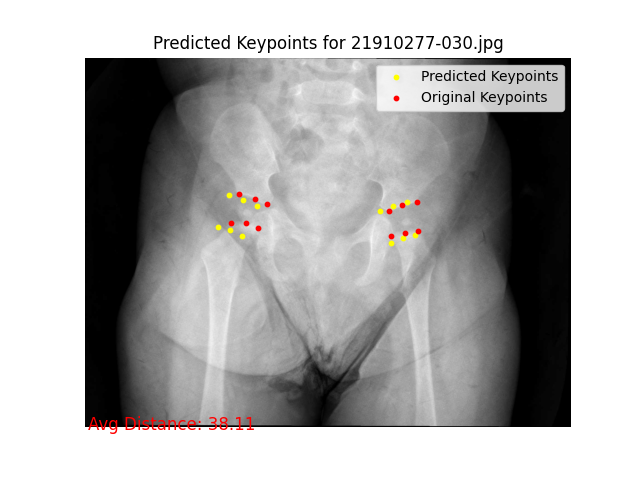 Predicted Keypoints for 21910277-030.jpg
Predicted Keypoints
Original Keypoints
Avg Distance: 38.11